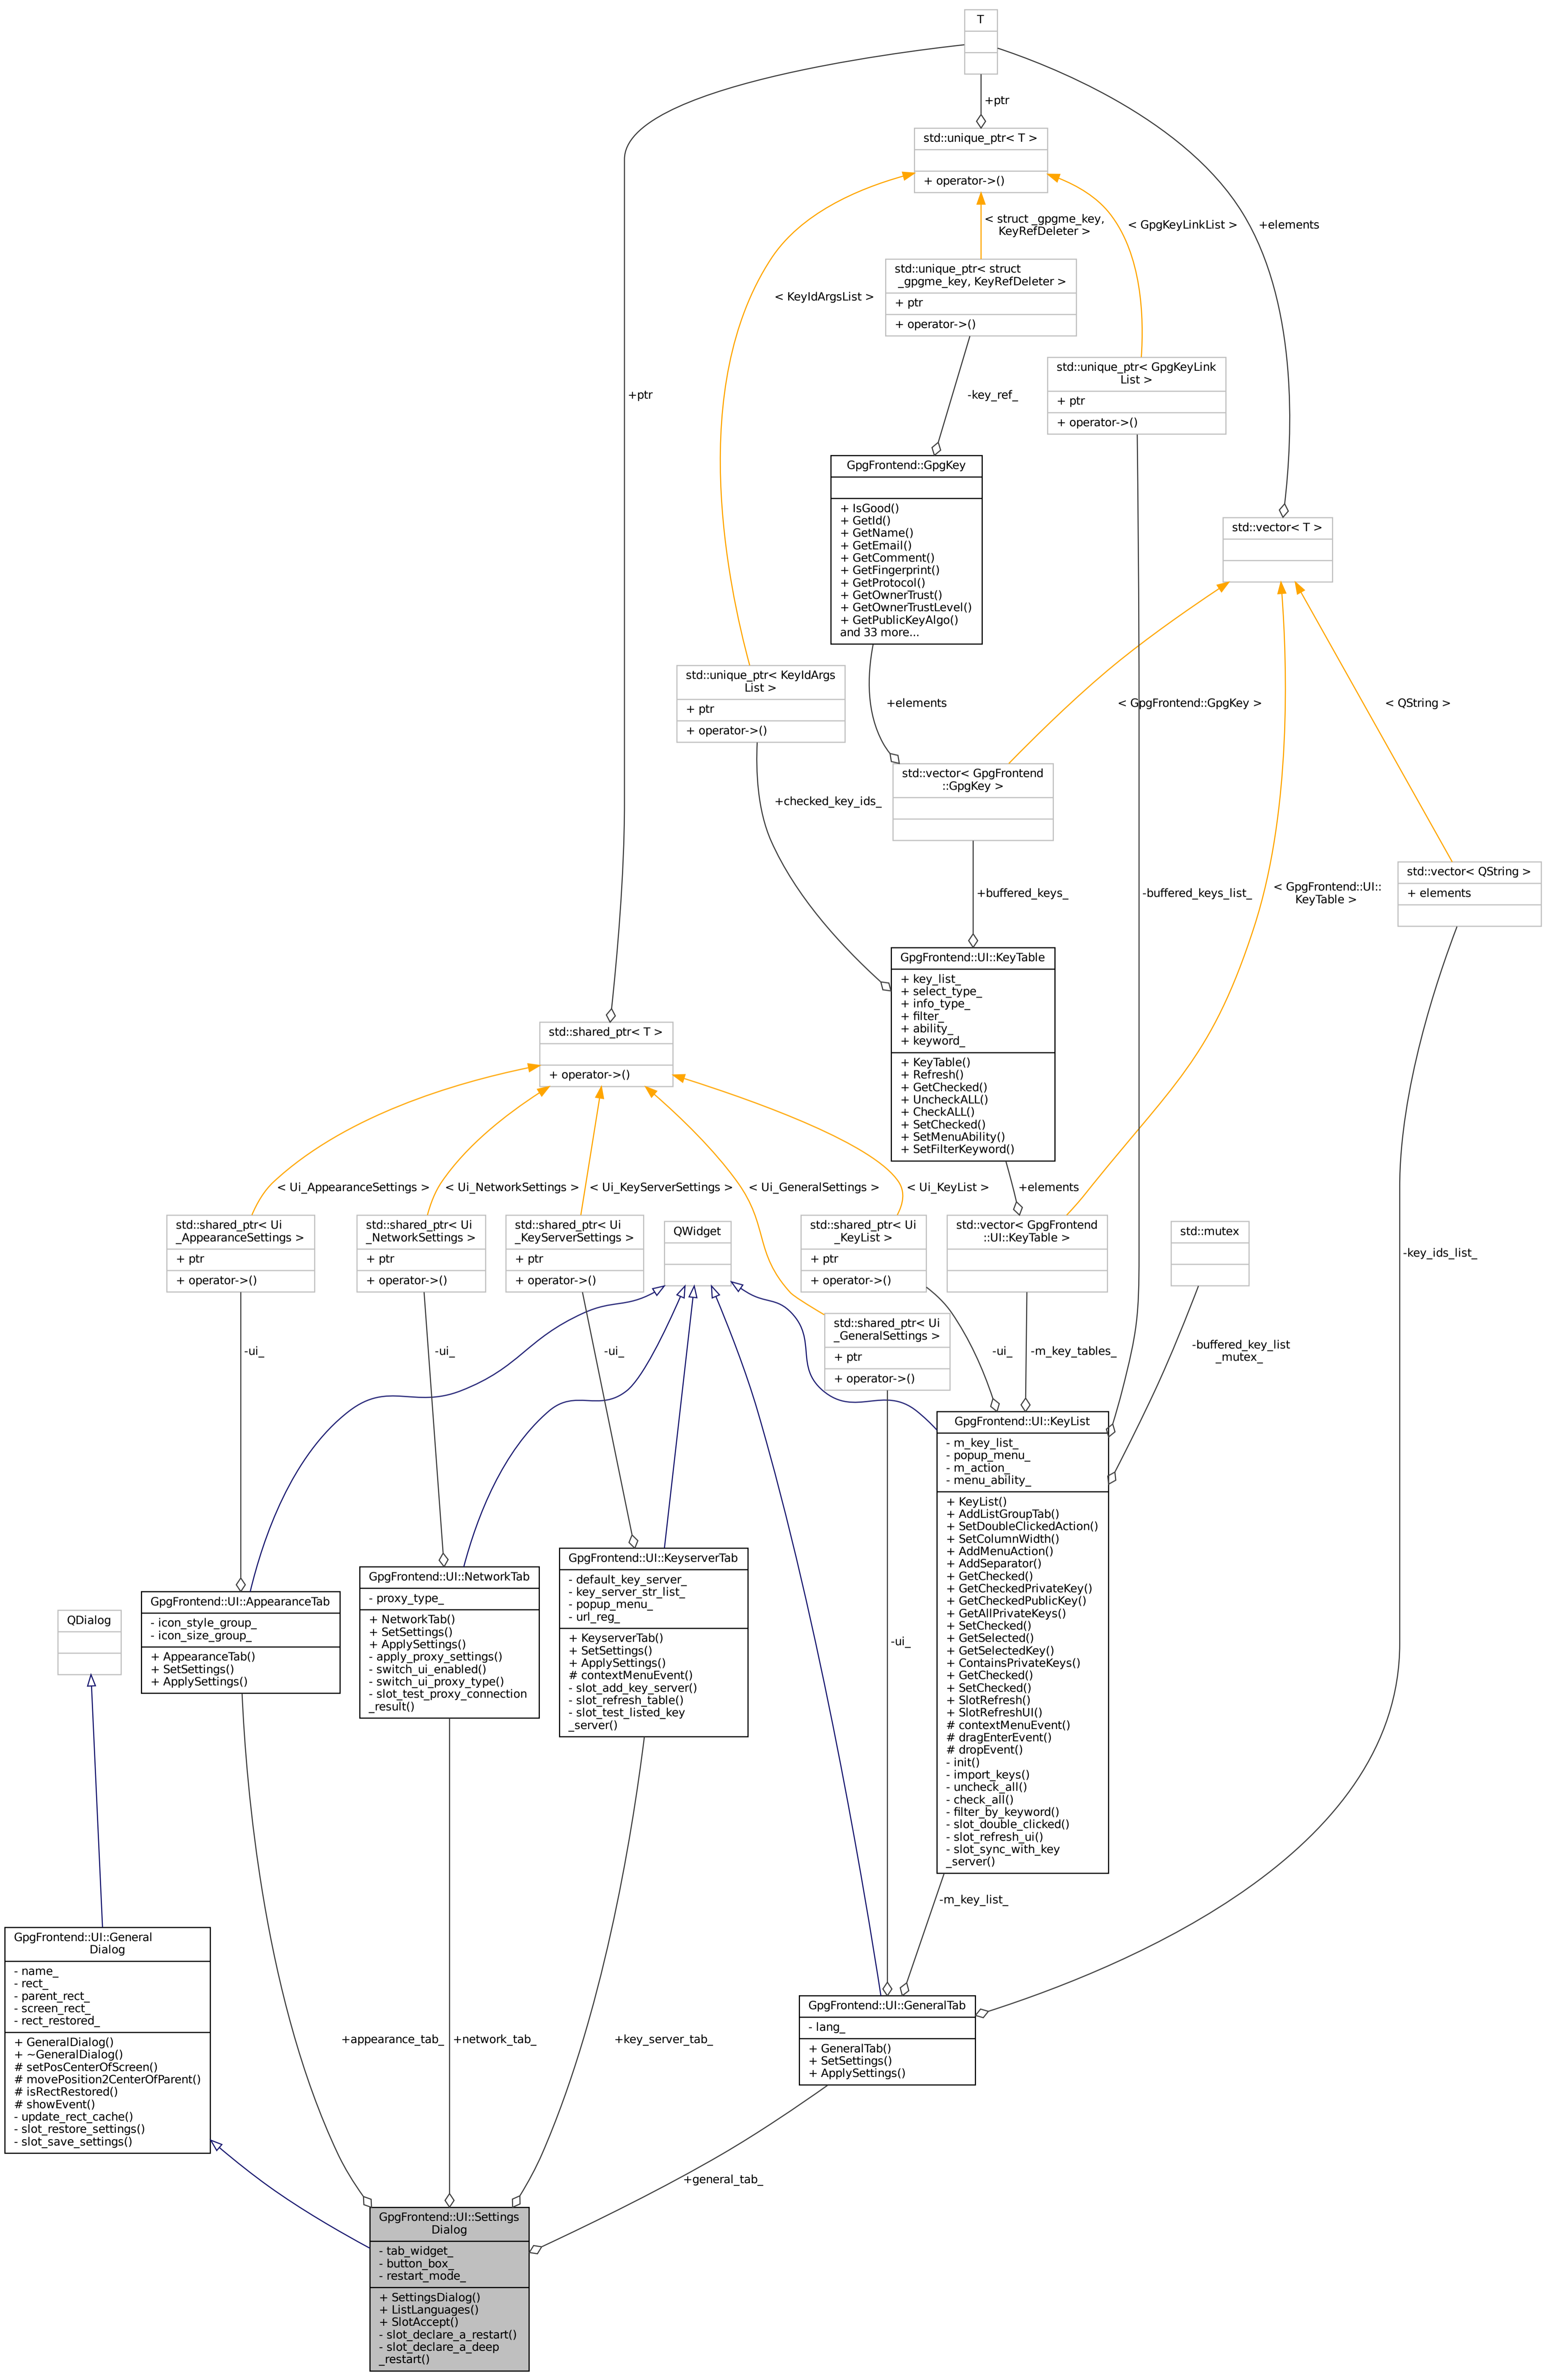 T
+ptr
std::unique_ptr< T >
+ operator->()
< struct _gpgme_key,
KeyRefDeleter >
< GpgKeyLinkList >
+elements
std::unique_ptr< struct
_gpgme_key, KeyRefDeleter >
+ ptr
+ operator->()
< KeyIdArgsList >
std::unique_ptr< GpgKeyLink
List >
+ ptr
+ operator->()
+ptr
-key_ref_
GpgFrontend::GpgKey
+ IsGood()
+ GetId()
+ GetName()
+ GetEmail()
+ GetComment()
+ GetFingerprint()
+ GetProtocol()
+ GetOwnerTrust()
+ GetOwnerTrustLevel()
+ GetPublicKeyAlgo()
and 33 more...
std::vector< T >
std::unique_ptr< KeyIdArgs
List >
+ ptr
+ operator->()
+elements
< GpgFrontend::GpgKey >
< QString >
std::vector< GpgFrontend
::GpgKey >
+checked_key_ids_
+buffered_keys_
-buffered_keys_list_
< GpgFrontend::UI::
KeyTable >
std::vector< QString >
+ elements
GpgFrontend::UI::KeyTable
+ key_list_
+ select_type_
+ info_type_
+ filter_
+ ability_
+ keyword_
+ KeyTable()
+ Refresh()
+ GetChecked()
+ UncheckALL()
+ CheckALL()
+ SetChecked()
+ SetMenuAbility()
+ SetFilterKeyword()
std::shared_ptr< T >
+ operator->()
< Ui_AppearanceSettings >
< Ui_NetworkSettings >
< Ui_KeyServerSettings >
< Ui_GeneralSettings >
< Ui_KeyList >
+elements
std::shared_ptr< Ui
_AppearanceSettings >
+ ptr
+ operator->()
std::shared_ptr< Ui
_NetworkSettings >
+ ptr
+ operator->()
std::shared_ptr< Ui
_KeyServerSettings >
+ ptr
+ operator->()
QWidget
std::shared_ptr< Ui
_KeyList >
+ ptr
+ operator->()
std::vector< GpgFrontend
::UI::KeyTable >
std::mutex
-key_ids_list_
std::shared_ptr< Ui
_GeneralSettings >
+ ptr
+ operator->()
-ui_
-ui_
-ui_
-ui_
-m_key_tables_
-buffered_key_list
_mutex_
GpgFrontend::UI::KeyList
- m_key_list_
- popup_menu_
- m_action_
- menu_ability_
+ KeyList()
+ AddListGroupTab()
+ SetDoubleClickedAction()
+ SetColumnWidth()
+ AddMenuAction()
+ AddSeparator()
+ GetChecked()
+ GetCheckedPrivateKey()
+ GetCheckedPublicKey()
+ GetAllPrivateKeys()
+ SetChecked()
+ GetSelected()
+ GetSelectedKey()
+ ContainsPrivateKeys()
+ GetChecked()
+ SetChecked()
+ SlotRefresh()
+ SlotRefreshUI()
# contextMenuEvent()
# dragEnterEvent()
# dropEvent()
- init()
- import_keys()
- uncheck_all()
- check_all()
- filter_by_keyword()
- slot_double_clicked()
- slot_refresh_ui()
- slot_sync_with_key
_server()
GpgFrontend::UI::KeyserverTab
- default_key_server_
- key_server_str_list_
- popup_menu_
- url_reg_
+ KeyserverTab()
+ SetSettings()
+ ApplySettings()
# contextMenuEvent()
- slot_add_key_server()
- slot_refresh_table()
- slot_test_listed_key
_server()
GpgFrontend::UI::NetworkTab
- proxy_type_
+ NetworkTab()
+ SetSettings()
+ ApplySettings()
- apply_proxy_settings()
- switch_ui_enabled()
- switch_ui_proxy_type()
- slot_test_proxy_connection
_result()
GpgFrontend::UI::AppearanceTab
- icon_style_group_
- icon_size_group_
+ AppearanceTab()
+ SetSettings()
+ ApplySettings()
QDialog
-ui_
-m_key_list_
GpgFrontend::UI::General
Dialog
- name_
- rect_
- parent_rect_
- screen_rect_
- rect_restored_
+ GeneralDialog()
+ ~GeneralDialog()
# setPosCenterOfScreen()
# movePosition2CenterOfParent()
# isRectRestored()
# showEvent()
- update_rect_cache()
- slot_restore_settings()
- slot_save_settings()
+appearance_tab_
+network_tab_
+key_server_tab_
GpgFrontend::UI::GeneralTab
- lang_
+ GeneralTab()
+ SetSettings()
+ ApplySettings()
+general_tab_
GpgFrontend::UI::Settings
Dialog
- tab_widget_
- button_box_
- restart_mode_
+ SettingsDialog()
+ ListLanguages()
+ SlotAccept()
- slot_declare_a_restart()
- slot_declare_a_deep
_restart()